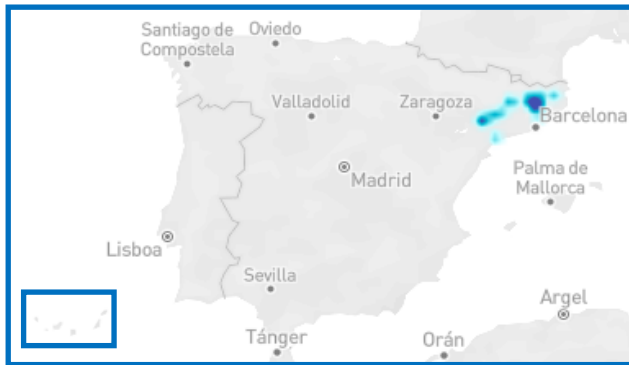 Santiago de
Compostela
Oviedo
Valladolid
Zaragoza
Barcelona
Madrid
Palma de
Mallorca
Lisboa
Sevilla
Argel
Tánger
Orán